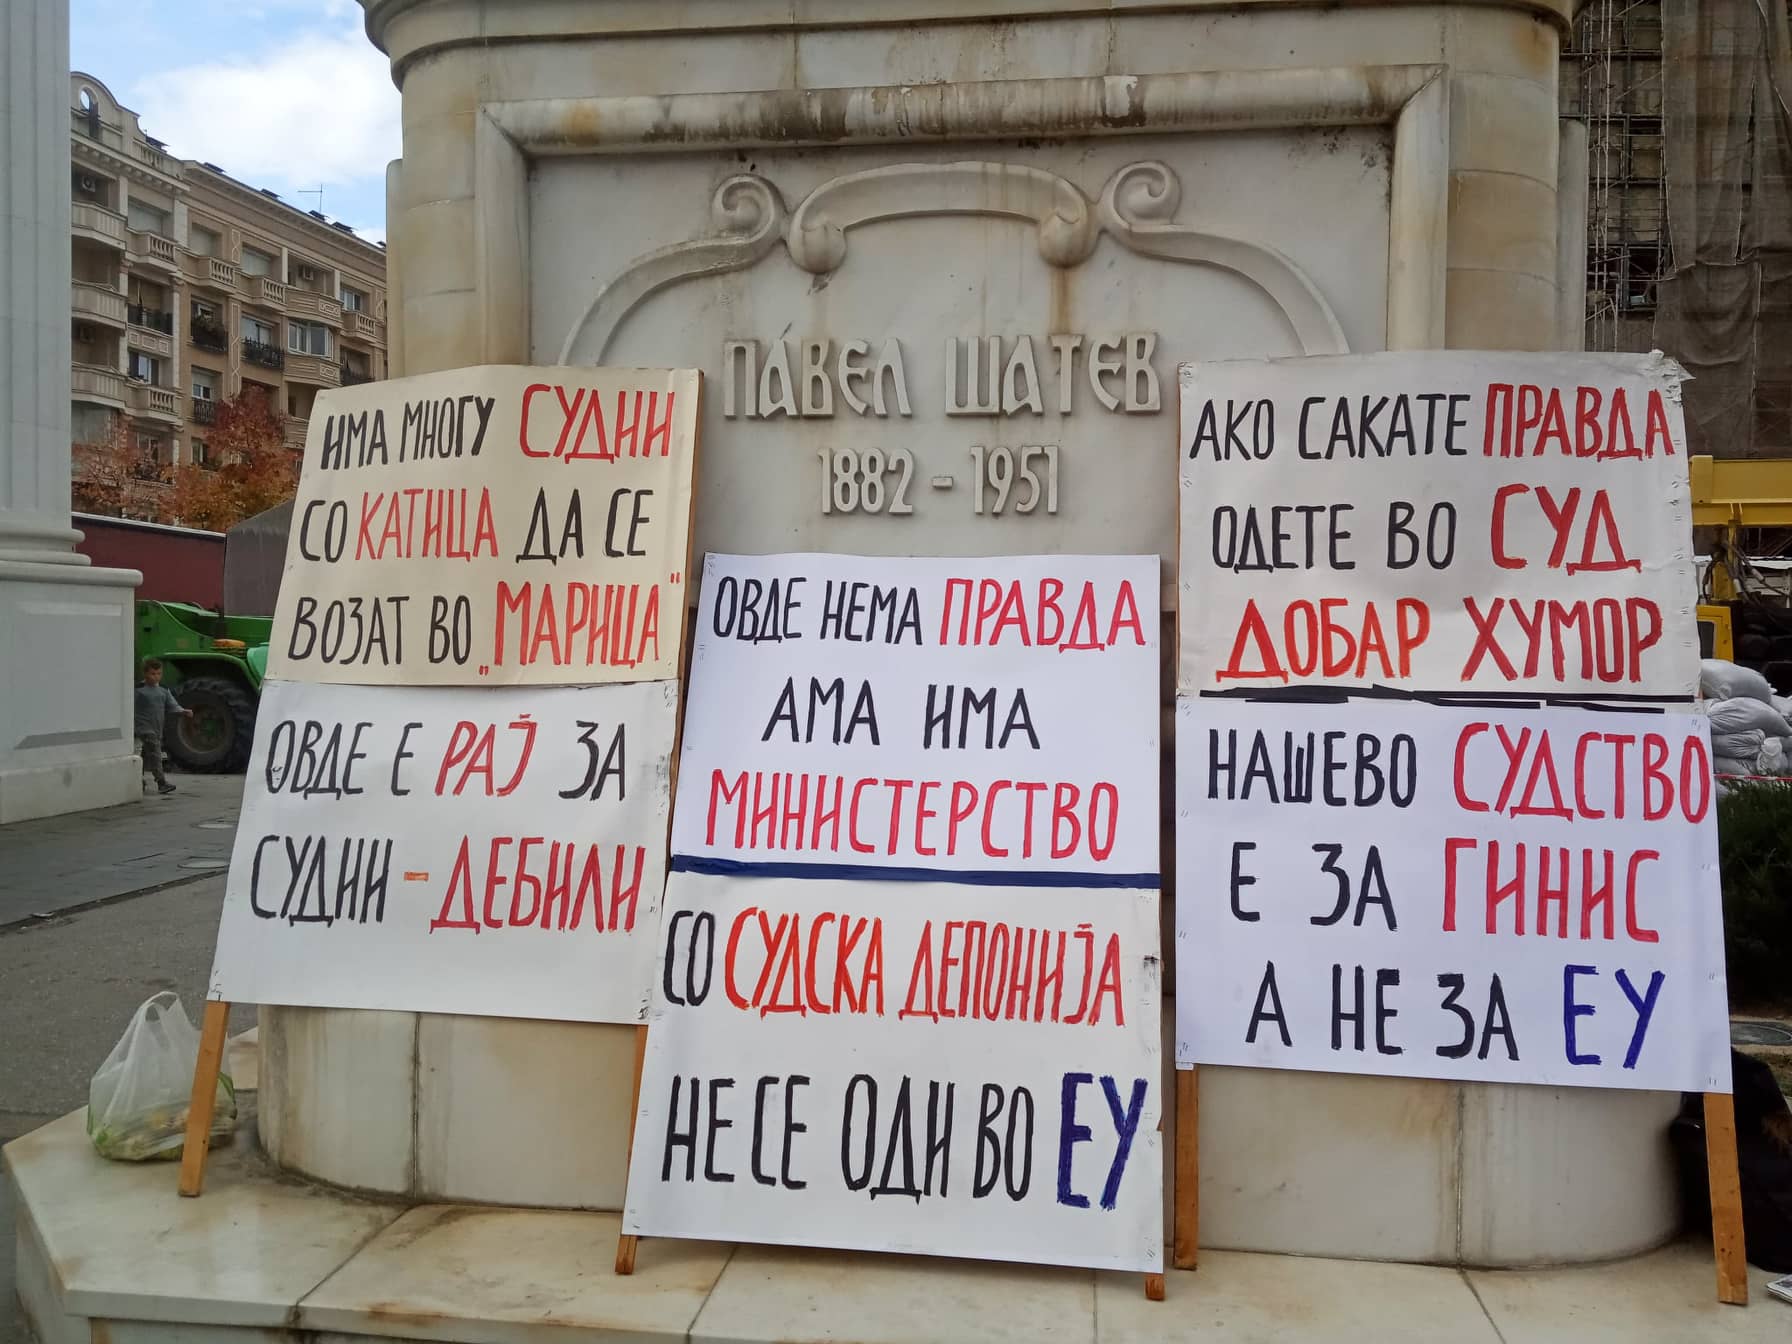 ПАВЕЛ ШАТЕВ
1882 - 1951
ИМА МНОГУ СУДИИ
СО КАТИЦА ДА СЕ
ВОЗАТ ВО „МАРИЦА"
ОВДЕ Е РАЈ ЗА
СУДИИ - ДЕБИЛИ
ОВДЕ НЕМА ПРАВДА
АМА ИМА
МИНИСТЕРСТВО
СО СУДСКА ДЕПОНИЈА
НЕ СЕ ОДИ ВО ЕУ
АКО САКАТЕ ПРАВДА
ОДЕТЕ ВО СУД
ДОБАР ХУМОР
НАШЕВО СУДСТВО
Е ЗА ГИНИС
А НЕ ЗА ЕУ